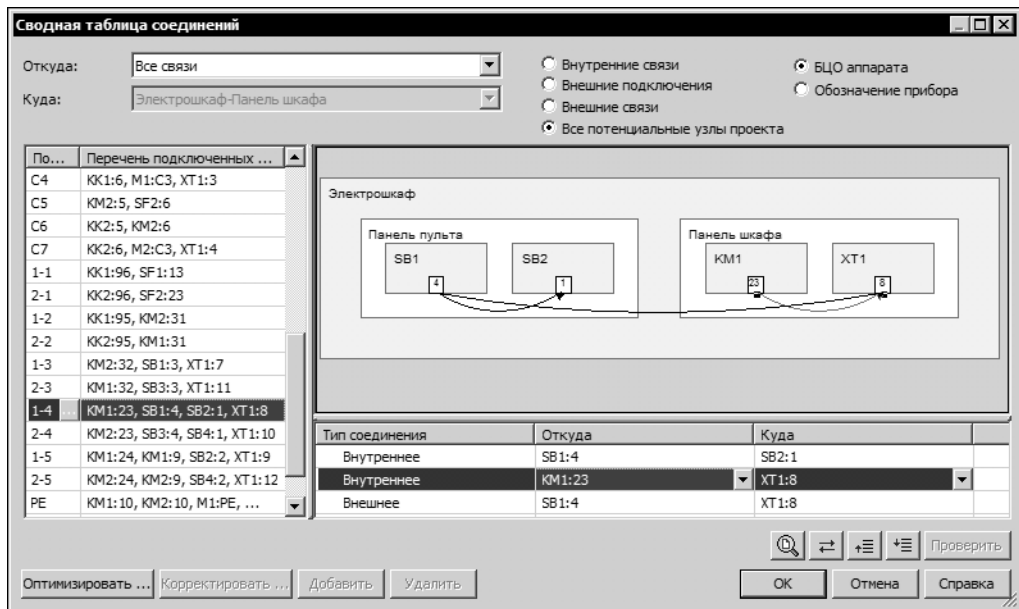 Сводная таблица соединений
Откуда: Все связи
Куда: Электрошкаф-Панель шкафа
Внутренние связи
Внешние подключения
Внешние связи
Все потенциальные узлы проекта
БЦО аппарата
Обозначение прибора
По... Перечень подключенных ...
C4 KK1:6, M1:C3, XT1:3
C5 KM2:5, SF2:6
C6 KK2:5, KM2:6
C7 KK2:6, M2:C3, XT1:4
1-1 KK1:96, SF1:13
2-1 KK2:96, SF2:23
1-2 KK1:95, KM2:31
2-2 KK2:95, KM1:31
1-3 KM2:32, SB1:3, XT1:7
2-3 KM1:32, SB3:3, XT1:11
1-4 ... KM1:23, SB1:4, SB2:1, XT1:8
2-4 KM2:23, SB3:4, SB4:1, XT1:10
1-5 KM1:24, KM1:9, SB2:2, XT1:9
2-5 KM2:24, KM2:9, SB4:2, XT1:12
PE KM1:10, KM2:10, M1:PE, ...
Электрошкаф
Панель пульта Панель шкафа
SB1 SB2 KM1 XT1
4 1 23 8
Тип соединения Откуда Куда
Внутреннее SB1:4 SB2:1
Внутреннее KM1:23 XT1:8
Внешнее SB1:4 XT1:8
Проверить
Оптимизировать ... Корректировать ... Добавить Удалить OK Отмена Справка